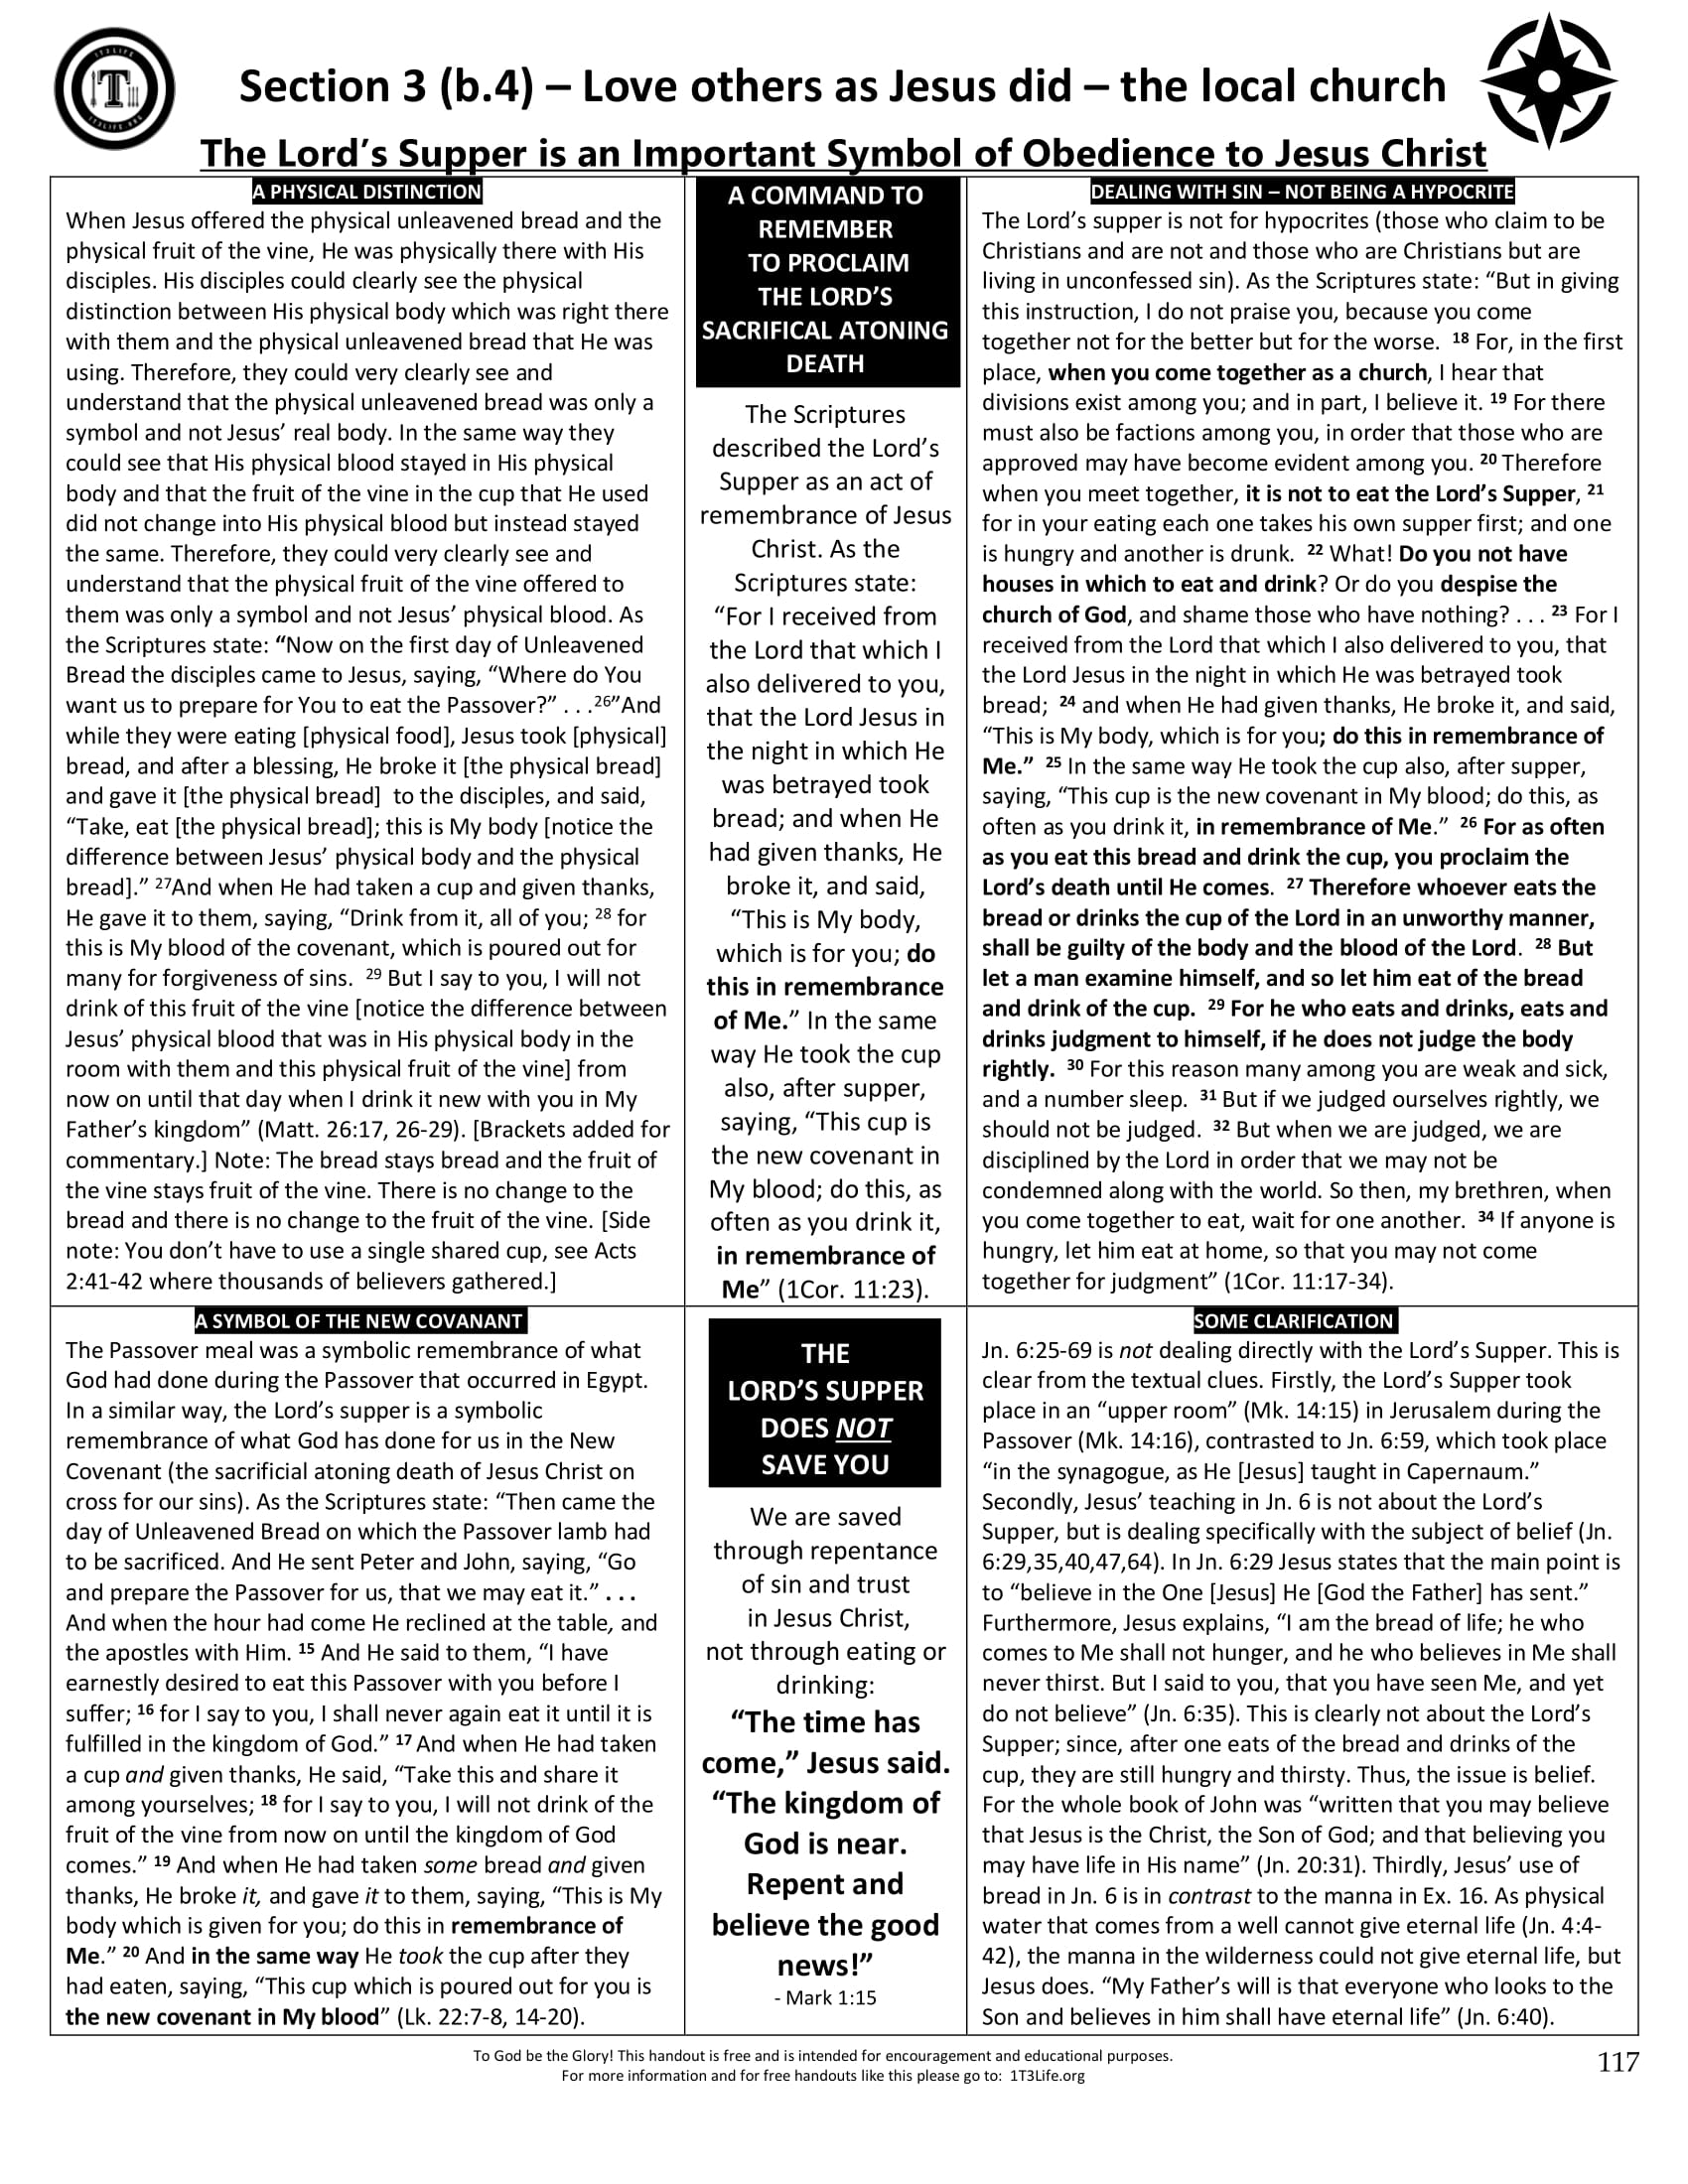 Section 3 (b.4) – Love others as Jesus did – the local church
The Lord’s Supper is an Important Symbol of Obedience to Jesus Christ
A PHYSICAL DISTINCTION
When Jesus offered the physical unleavened bread and the
physical fruit of the vine, He was physically there with His
disciples. His disciples could clearly see the physical
distinction between His physical body which was right there
with them and the physical unleavened bread that He was
using. Therefore, they could very clearly see and
understand that the physical unleavened bread was only a
symbol and not Jesus’ real body. In the same way they
could see that His physical blood stayed in His physical
body and that the fruit of the vine in the cup that He used
did not change into His physical blood but instead stayed
the same. Therefore, they could very clearly see and
understand that the physical fruit of the vine offered to
them was only a symbol and not Jesus’ physical blood. As
the Scriptures state: “Now on the first day of Unleavened
Bread the disciples came to Jesus, saying, “Where do You
want us to prepare for You to eat the Passover?” . . .26”And
while they were eating [physical food], Jesus took [physical]
bread, and after a blessing, He broke it [the physical bread]
and gave it [the physical bread]  to the disciples, and said,
“Take, eat [the physical bread]; this is My body [notice the
difference between Jesus’ physical body and the physical
bread].” 27And when He had taken a cup and given thanks,
He gave it to them, saying, “Drink from it, all of you; 28 for
this is My blood of the covenant, which is poured out for
many for forgiveness of sins. 29 But I say to you, I will not
drink of this fruit of the vine [notice the difference between
Jesus’ physical blood that was in His physical body in the
room with them and this physical fruit of the vine] from
now on until that day when I drink it new with you in My
Father’s kingdom” (Matt. 26:17, 26-29). [Brackets added for
commentary.] Note: The bread stays bread and the fruit of
the vine stays fruit of the vine. There is no change to the
bread and there is no change to the fruit of the vine. [Side
note: You don’t have to use a single shared cup, see Acts
2:41-42 where thousands of believers gathered.]
A COMMAND TO
REMEMBER
TO PROCLAIM
THE LORD’S
SACRIFICAL ATONING
DEATH
The Scriptures
described the Lord’s
Supper as an act of
remembrance of Jesus
Christ. As the
Scriptures state:
“For I received from
the Lord that which I
also delivered to you,
that the Lord Jesus in
the night in which He
was betrayed took
bread; and when He
had given thanks, He
broke it, and said,
“This is My body,
which is for you; do
this in remembrance
of Me.” In the same
way He took the cup
also, after supper,
saying, “This cup is
the new covenant in
My blood; do this, as
often as you drink it,
in remembrance of
Me” (1Cor. 11:23).
DEALING WITH SIN – NOT BEING A HYPOCRITE
The Lord’s supper is not for hypocrites (those who claim to be
Christians and are not and those who are Christians but are
living in unconfessed sin). As the Scriptures state: “But in giving
this instruction, I do not praise you, because you come
together not for the better but for the worse. 18 For, in the first
place, when you come together as a church, I hear that
divisions exist among you; and in part, I believe it. 19 For there
must also be factions among you, in order that those who are
approved may have become evident among you. 20 Therefore
when you meet together, it is not to eat the Lord’s Supper, 21
for in your eating each one takes his own supper first; and one
is hungry and another is drunk. 22 What! Do you not have
houses in which to eat and drink? Or do you despise the
church of God, and shame those who have nothing? . . . 23 For I
received from the Lord that which I also delivered to you, that
the Lord Jesus in the night in which He was betrayed took
bread; 24 and when He had given thanks, He broke it, and said,
“This is My body, which is for you; do this in remembrance of
Me.” 25 In the same way He took the cup also, after supper,
saying, “This cup is the new covenant in My blood; do this, as
often as you drink it, in remembrance of Me.” 26 For as often
as you eat this bread and drink the cup, you proclaim the
Lord’s death until He comes. 27 Therefore whoever eats the
bread or drinks the cup of the Lord in an unworthy manner,
shall be guilty of the body and the blood of the Lord. 28 But
let a man examine himself, and so let him eat of the bread
and drink of the cup. 29 For he who eats and drinks, eats and
drinks judgment to himself, if he does not judge the body
rightly. 30 For this reason many among you are weak and sick,
and a number sleep. 31 But if we judged ourselves rightly, we
should not be judged. 32 But when we are judged, we are
disciplined by the Lord in order that we may not be
condemned along with the world. So then, my brethren, when
you come together to eat, wait for one another. 34 If anyone is
hungry, let him eat at home, so that you may not come
together for judgment” (1Cor. 11:17-34).
A SYMBOL OF THE NEW COVANANT
The Passover meal was a symbolic remembrance of what
God had done during the Passover that occurred in Egypt.
In a similar way, the Lord’s supper is a symbolic
remembrance of what God has done for us in the New
Covenant (the sacrificial atoning death of Jesus Christ on
cross for our sins). As the Scriptures state: “Then came the
day of Unleavened Bread on which the Passover lamb had
to be sacrificed. And He sent Peter and John, saying, “Go
and prepare the Passover for us, that we may eat it.” . . .
And when the hour had come He reclined at the table, and
the apostles with Him. 15 And He said to them, “I have
earnestly desired to eat this Passover with you before I
suffer; 16 for I say to you, I shall never again eat it until it is
fulfilled in the kingdom of God.” 17 And when He had taken
a cup and given thanks, He said, “Take this and share it
among yourselves; 18 for I say to you, I will not drink of the
fruit of the vine from now on until the kingdom of God
comes.” 19 And when He had taken some bread and given
thanks, He broke it, and gave it to them, saying, “This is My
body which is given for you; do this in remembrance of
Me.” 20 And in the same way He took the cup after they
had eaten, saying, “This cup which is poured out for you is
the new covenant in My blood” (Lk. 22:7-8, 14-20).
THE
LORD’S SUPPER
DOES NOT
SAVE YOU
We are saved
through repentance
of sin and trust
in Jesus Christ,
not through eating or
drinking:
“The time has
come,” Jesus said.
“The kingdom of
God is near.
Repent and
believe the good
news!”
- Mark 1:15
SOME CLARIFICATION
Jn. 6:25-69 is not dealing directly with the Lord’s Supper. This is
clear from the textual clues. Firstly, the Lord’s Supper took
place in an “upper room” (Mk. 14:15) in Jerusalem during the
Passover (Mk. 14:16), contrasted to Jn. 6:59, which took place
“in the synagogue, as He [Jesus] taught in Capernaum.”
Secondly, Jesus’ teaching in Jn. 6 is not about the Lord’s
Supper, but is dealing specifically with the subject of belief (Jn.
6:29,35,40,47,64). In Jn. 6:29 Jesus states that the main point is
to “believe in the One [Jesus] He [God the Father] has sent.”
Furthermore, Jesus explains, “I am the bread of life; he who
comes to Me shall not hunger, and he who believes in Me shall
never thirst. But I said to you, that you have seen Me, and yet
do not believe” (Jn. 6:35). This is clearly not about the Lord’s
Supper; since, after one eats of the bread and drinks of the
cup, they are still hungry and thirsty. Thus, the issue is belief.
For the whole book of John was “written that you may believe
that Jesus is the Christ, the Son of God; and that believing you
may have life in His name” (Jn. 20:31). Thirdly, Jesus’ use of
bread in Jn. 6 is in contrast to the manna in Ex. 16. As physical
water that comes from a well cannot give eternal life (Jn. 4:4-
42), the manna in the wilderness could not give eternal life, but
Jesus does. “My Father’s will is that everyone who looks to the
Son and believes in him shall have eternal life” (Jn. 6:40).
To God be the Glory! This handout is free and is intended for encouragement and educational purposes.
For more information and for free handouts like this please go to:  1T3Life.org
117